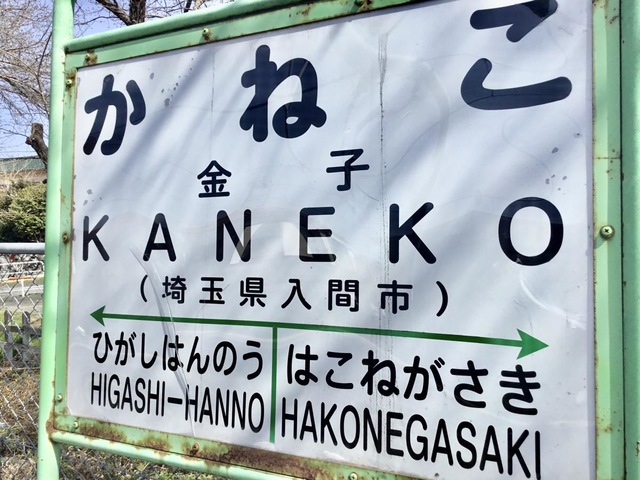 かねこ
金子
KANEKO
(埼玉県入間市)
ひがしはんのう はこねがさき
HIGASHI-HANNO HAKONEGASAKI